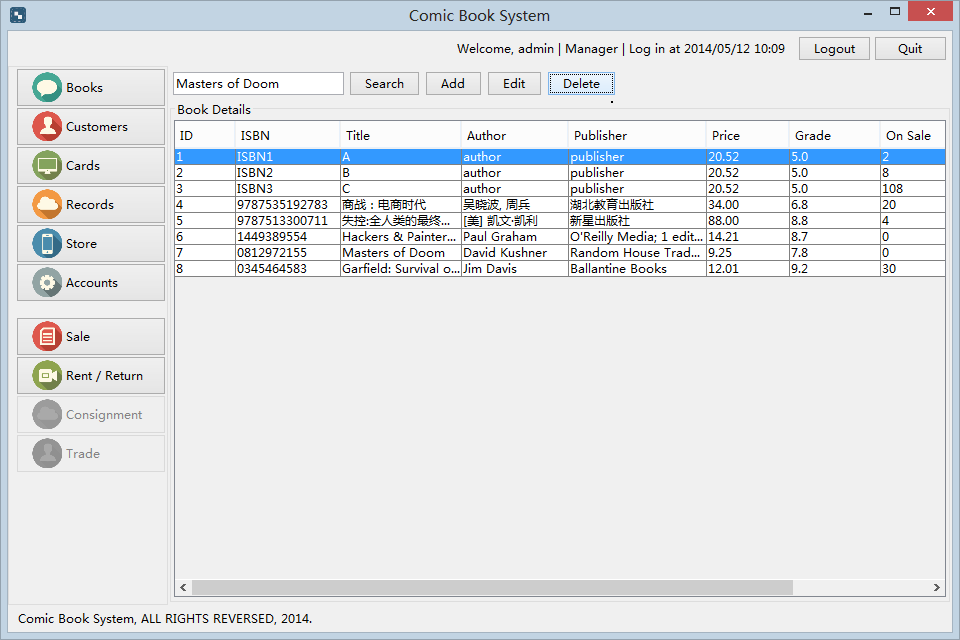 Comic Book System
Welcome, admin | Manager | Log in at 2014/05/12 10:09 Logout Quit
Books
Customers
Cards
Records
Store
Accounts
Sale
Rent / Return
Consignment
Trade
Masters of Doom Search Add Edit Delete
Book Details
ID ISBN Title Author Publisher Price Grade On Sale
1 ISBN1 A author publisher 20.52 5.0 2
2 ISBN2 B author publisher 20.52 5.0 8
3 ISBN3 C author publisher 20.52 5.0 108
4 9787535192783 商战：电商时代 吴晓波, 周兵 湖北教育出版社 34.00 6.8 20
5 9787513300711 失控:全人类的最终... [美] 凯文·凯利 新星出版社 88.00 8.8 4
6 1449389554 Hackers & Painter... Paul Graham O'Reilly Media; 1 edit... 14.21 8.7 0
7 0812972155 Masters of Doom David Kushner Random House Trad... 9.25 7.8 0
8 0345464583 Garfield: Survival o... Jim Davis Ballantine Books 12.01 9.2 30
Comic Book System, ALL RIGHTS REVERSED, 2014.